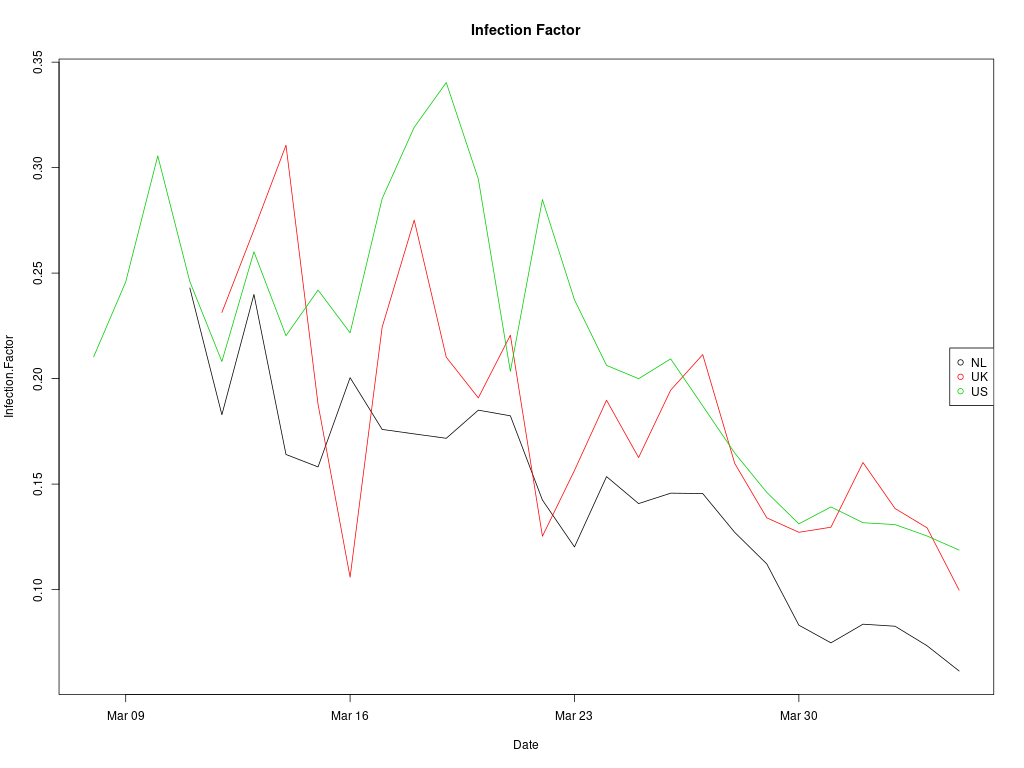 Infection Factor
Infection.Factor
0.35
0.30
0.25
0.20
0.15
0.10
NL
UK
US
Mar 09
Mar 16
Mar 23
Mar 30
Date